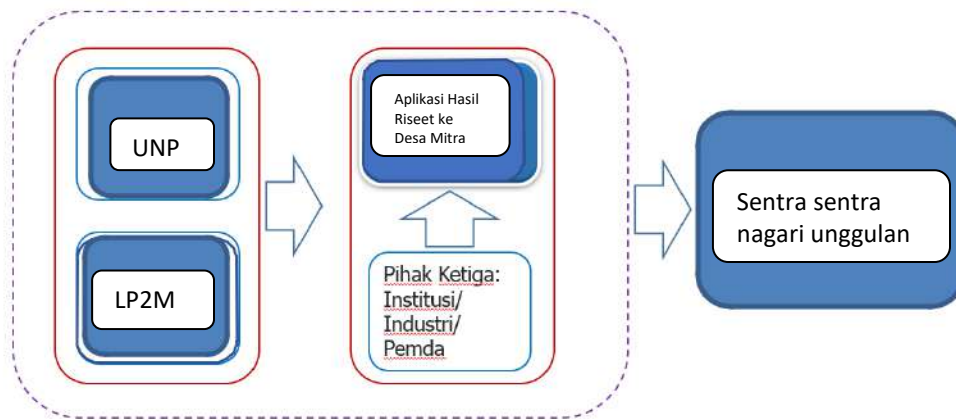 UNP
LP2M
Aplikasi Hasil
Riseet ke
Desa Mitra
Pihak Ketiga:
Institusi/
Industri/
Pemda
Sentra sentra
nagari unggulan